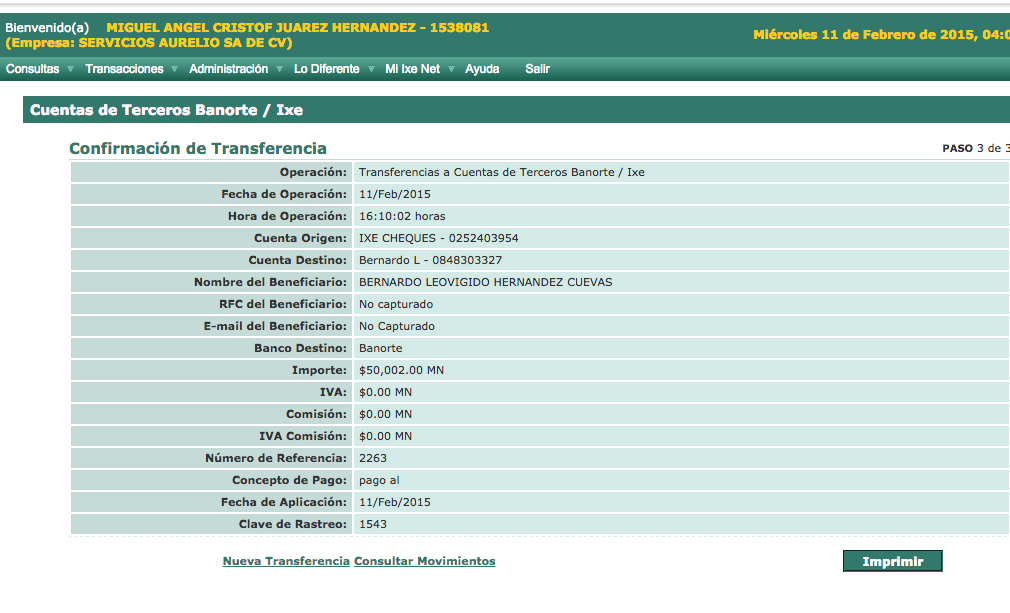 Bienvenido(a) MIGUEL ANGEL CRISTOF JUAREZ HERNANDEZ - 1538081
(Empresa: SERVICIOS AURELIO SA DE CV)
Miércoles 11 de Febrero de 2015, 04:0
Consultas Transacciones Administración Lo Diferente Mi Ixe Net Ayuda Salir
Cuentas de Terceros Banorte / Ixe
Confirmación de Transferencia
PASO 3 de 3
Operación: Transferencias a Cuentas de Terceros Banorte / Ixe
Fecha de Operación: 11/Feb/2015
Hora de Operación: 16:10:02 horas
Cuenta Origen: IXE CHEQUES - 0252403954
Cuenta Destino: Bernardo L - 0848303327
Nombre del Beneficiario: BERNARDO LEOVIGIDO HERNANDEZ CUEVAS
RFC del Beneficiario: No capturado
E-mail del Beneficiario: No Capturado
Banco Destino: Banorte
Importe: $50,002.00 MN
IVA: $0.00 MN
Comisión: $0.00 MN
IVA Comisión: $0.00 MN
Número de Referencia: 2263
Concepto de Pago: pago al
Fecha de Aplicación: 11/Feb/2015
Clave de Rastreo: 1543
Nueva Transferencia Consultar Movimientos
Imprimir